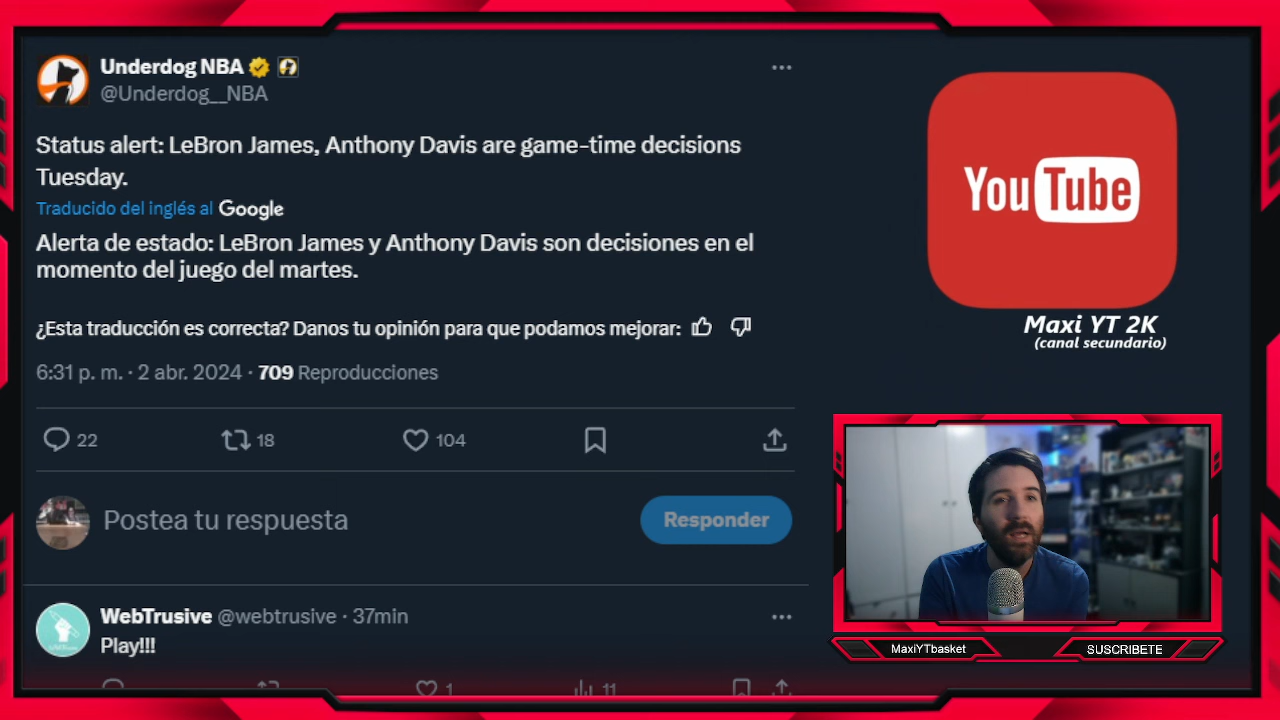 Underdog NBA
@Underdog__NBA
Status alert: LeBron James, Anthony Davis are game-time decisions
Tuesday.
Traducido del inglés al Google
Alerta de estado: LeBron James y Anthony Davis son decisiones en el
momento del juego del martes.
¿Esta traducción es correcta? Danos tu opinión para que podamos mejorar:
6:31 p. m. · 2 abr. 2024 · 709 Reproducciones
22 18 104
Postea tu respuesta
Responder
WebTrusive @webtrusive · 37min
Play!!!
1 11
YouTube
Maxi YT 2K
(canal secundario)
MaxiYTbasket
SUSCRIBETE